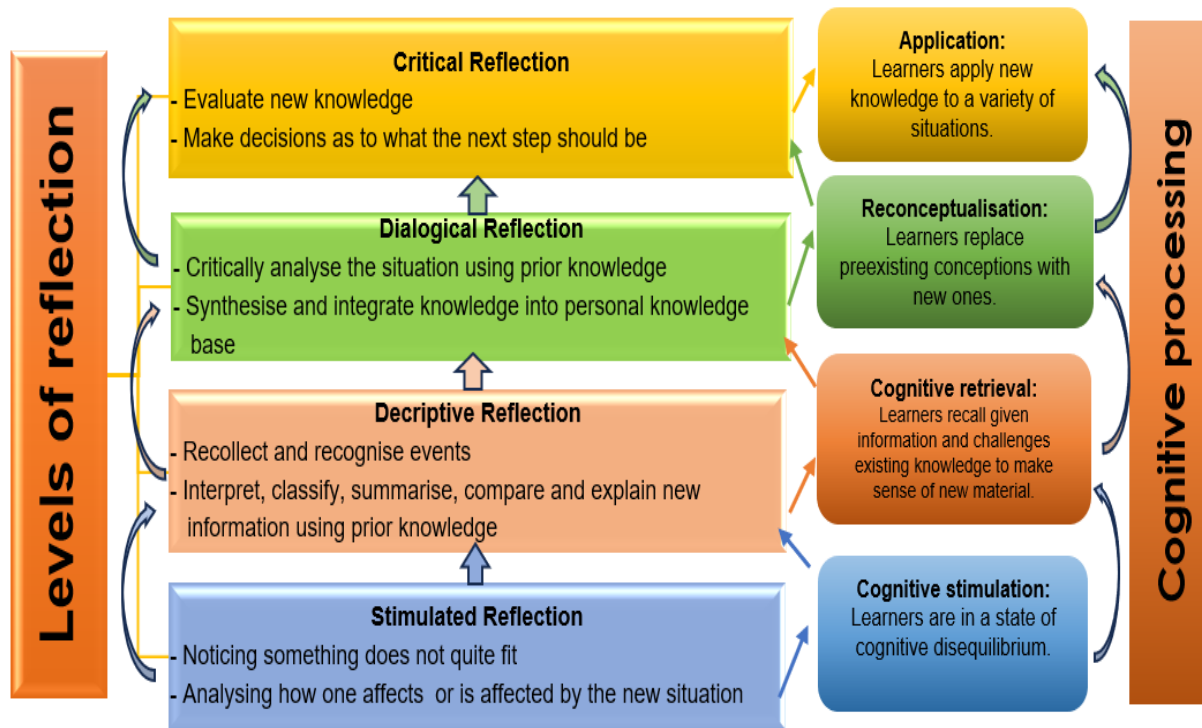 Levels of reflection
Critical Reflection
- Evaluate new knowledge
- Make decisions as to what the next step should be
Dialogical Reflection
- Critically analyse the situation using prior knowledge
- Synthesise and integrate knowledge into personal knowledge
base
Decriptive Reflection
- Recollect and recognise events
- Interpret, classify, summarise, compare and explain new
information using prior knowledge
Stimulated Reflection
- Noticing something does not quite fit
- Analysing how one affects or is affected by the new situation
Application:
Learners apply new
knowledge to a variety of
situations.
Reconceptualisation:
Learners replace
preexisting conceptions with
new ones.
Cognitive retrieval:
Learners recall given
information and challenges
existing knowledge to make
sense of new material.
Cognitive stimulation:
Learners are in a state of
cognitive disequilibrium.
Cognitive processing